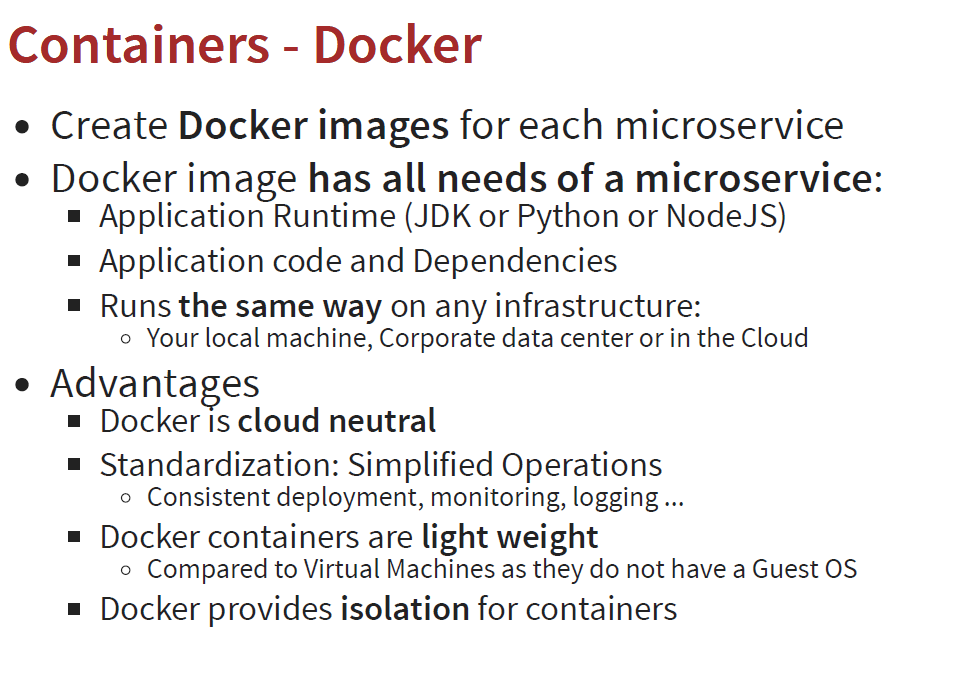 Containers - Docker
• Create Docker images for each microservice
• Docker image has all needs of a microservice:
▪ Application Runtime (JDK or Python or NodeJS)
▪ Application code and Dependencies
▪ Runs the same way on any infrastructure:
○ Your local machine, Corporate data center or in the Cloud
• Advantages
▪ Docker is cloud neutral
▪ Standardization: Simplified Operations
○ Consistent deployment, monitoring, logging ...
▪ Docker containers are light weight
○ Compared to Virtual Machines as they do not have a Guest OS
▪ Docker provides isolation for containers